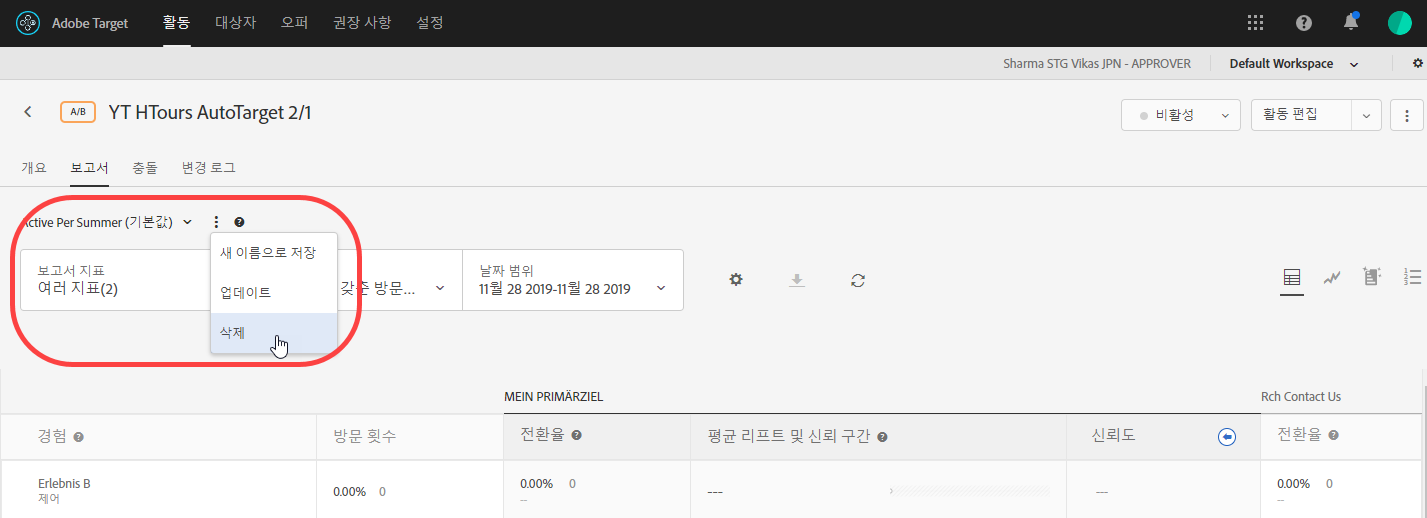 Adobe Target 활동 대상자 오퍼 권장 사항 설정
Sharma STG Vikas JPN - APPROVER Default Workspace
A/B YT HTours AutoTarget 2/1 비활성 활동 편집
개요 보고서 충돌 변경 로그
Active Per Summer (기본값)
새 이름으로 저장
업데이트
삭제
보고서 지표
여러 지표(2)
갖춘 방문...
날짜 범위
11월 28 2019-11월 28 2019
MEIN PRIMÄRZIEL Rch Contact Us
경험 방문 횟수 전환율 평균 리프트 및 신뢰 구간 신뢰도 전환율
Erlebnis B
제어
0.00% 0
0.00% 0
--
---
---
0.00% 0
--